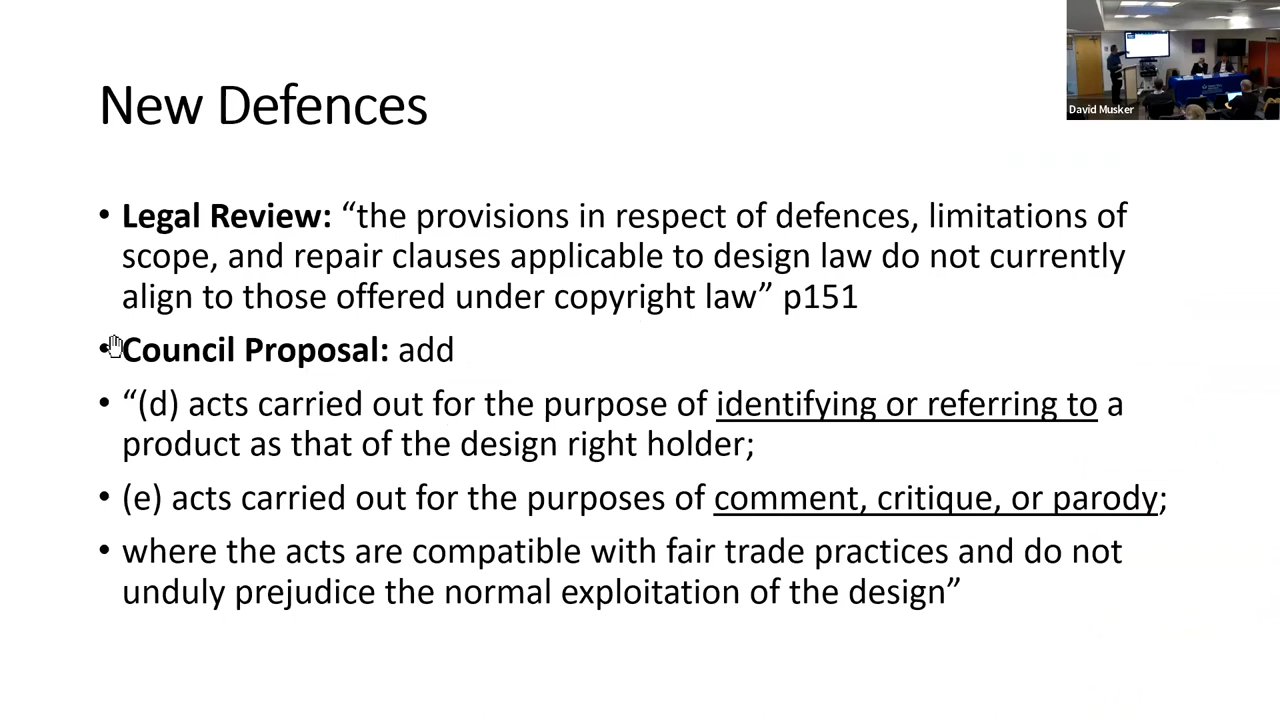 New Defences
David Musker
• Legal Review: “the provisions in respect of defences, limitations of
scope, and repair clauses applicable to design law do not currently
align to those offered under copyright law” p151
• Council Proposal: add
• “(d) acts carried out for the purpose of identifying or referring to a
product as that of the design right holder;
• (e) acts carried out for the purposes of comment, critique, or parody;
• where the acts are compatible with fair trade practices and do not
unduly prejudice the normal exploitation of the design”